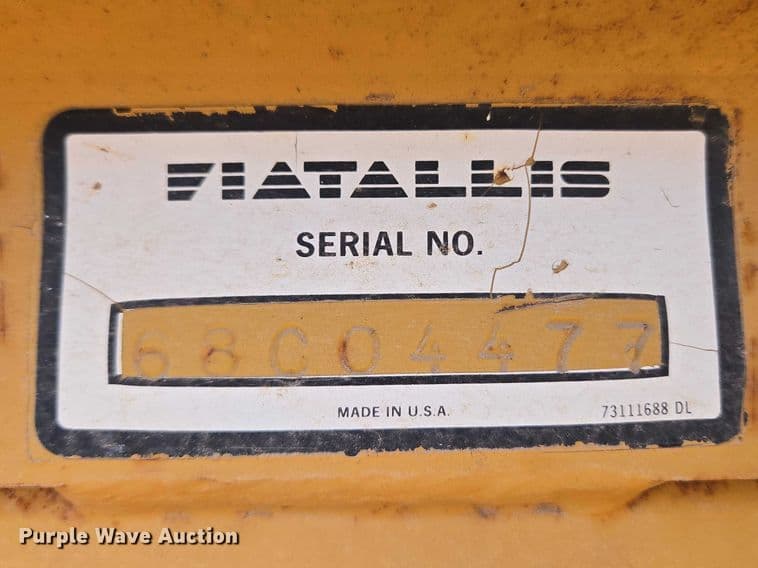 FIATALLIS
SERIAL NO.
68C04477
MADE IN U.S.A.
73111688 DL
Purple Wave Auction